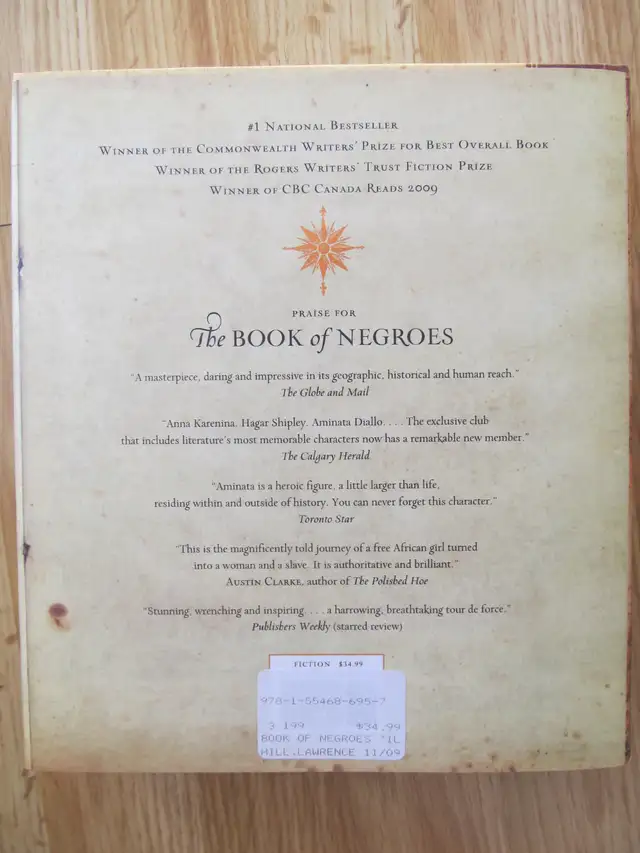 #1 National Bestseller
Winner of the Commonwealth Writers' Prize for Best Overall Book
Winner of the Rogers Writers' Trust Fiction Prize
Winner of CBC Canada Reads 2009
PRAISE FOR
The BOOK of NEGROES
"A masterpiece, daring and impressive in its geographic, historical and human reach."
The Globe and Mail
"Anna Karenina. Hagar Shipley. Aminata Diallo. . . . The exclusive club
that includes literature's most memorable characters now has a remarkable new member."
The Calgary Herald
"Aminata is a heroic figure, a little larger than life,
residing within and outside of history. You can never forget this character."
Toronto Star
"This is the magnificently told journey of a free African girl turned
into a woman and a slave. It is authoritative and brilliant."
Austin Clarke, author of The Polished Hoe
"Stunning, wrenching and inspiring. . . . a harrowing, breathtaking tour de force."
Publishers Weekly (starred review)
FICTION $34.99
978-1-55468-695-7
3 199 $34.99
BOOK OF NEGROES "IL
HILL,LAWRENCE 11/09